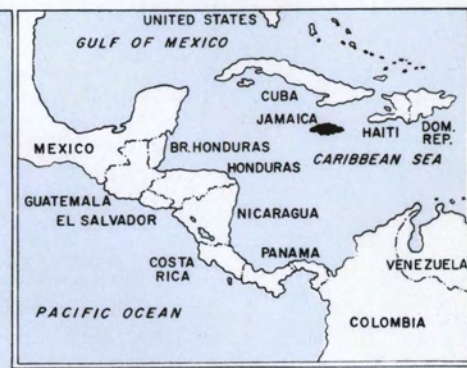 UNITED STATES
GULF OF MEXICO
CUBA
JAMAICA
HAITI
DOM.
REP.
MEXICO
BR. HONDURAS
CARIBBEAN SEA
HONDURAS
GUATEMALA
EL SALVADOR
NICARAGUA
COSTA
RICA
PANAMA
VENEZUELA
PACIFIC OCEAN
COLOMBIA